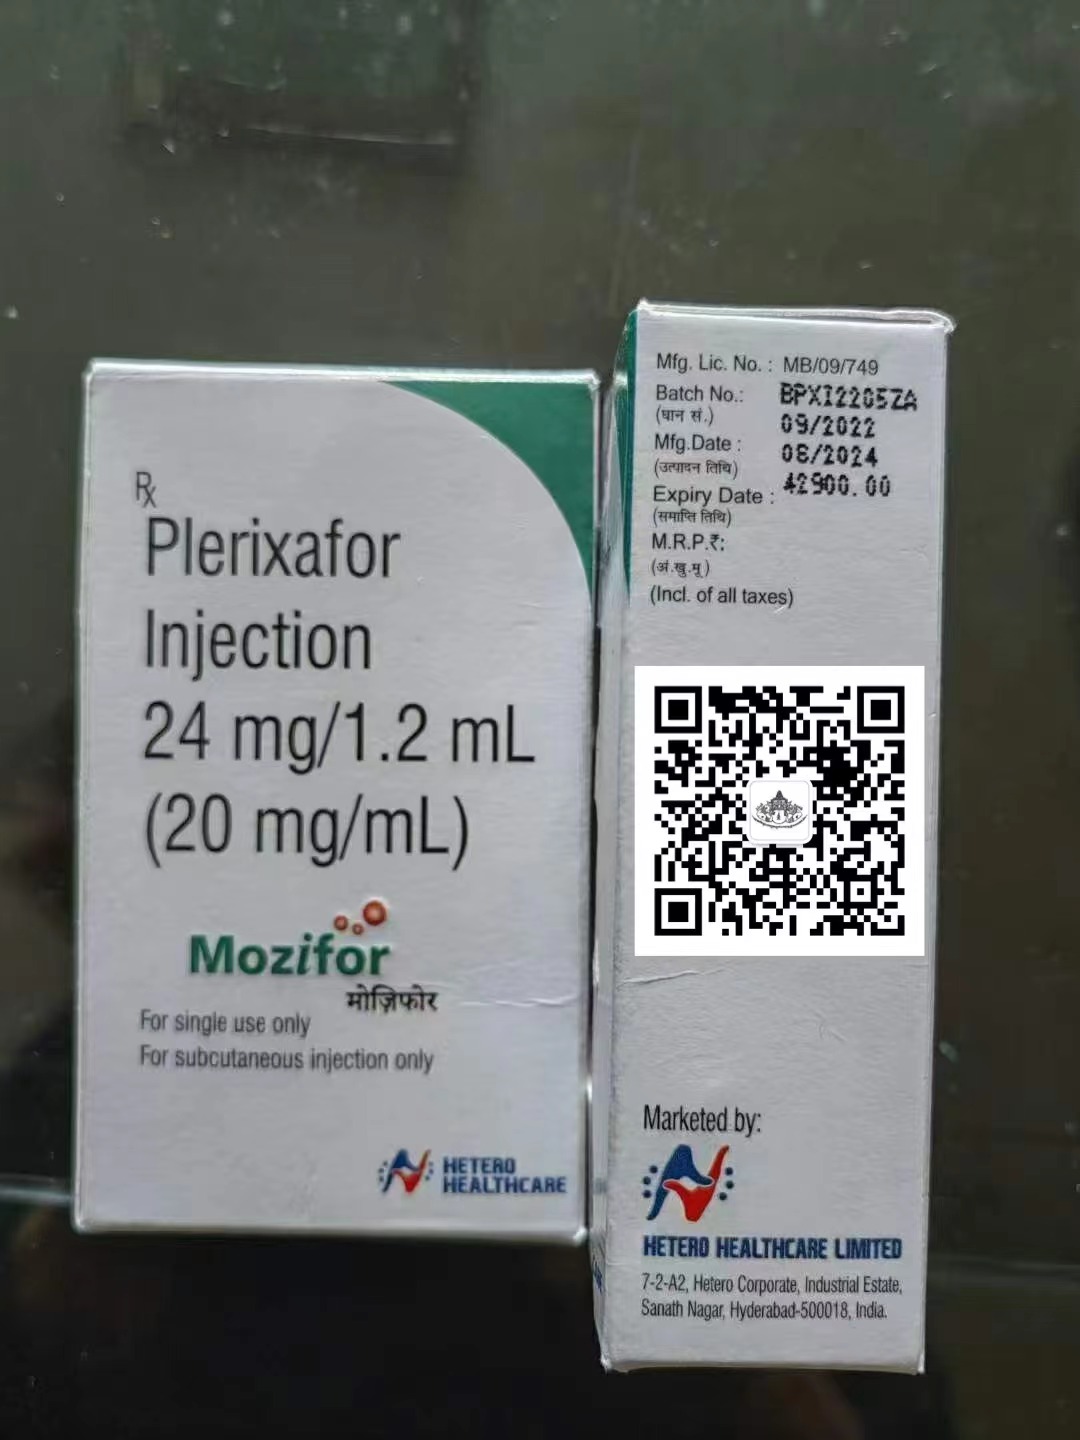 Rx
Plerixafor
Injection
24 mg/1.2 mL
(20 mg/mL)
Mozifor
मोज़िफोर
For single use only
For subcutaneous injection only
HETERO
HEALTHCARE
Mfg. Lic. No. : MB/09/749
Batch No.: BPXI2205ZA
(घान सं.)
09/2022
Mfg.Date :
08/2024
(उत्पादन तिथि)
42900.00
Expiry Date :
(समाप्ति तिथि)
M.R.P.₹:
(अं.खु.मू.)
(Incl. of all taxes)
Marketed by:
HETERO HEALTHCARE LIMITED
7-2-A2, Hetero Corporate, Industrial Estate,
Sanath Nagar, Hyderabad-500018, India.